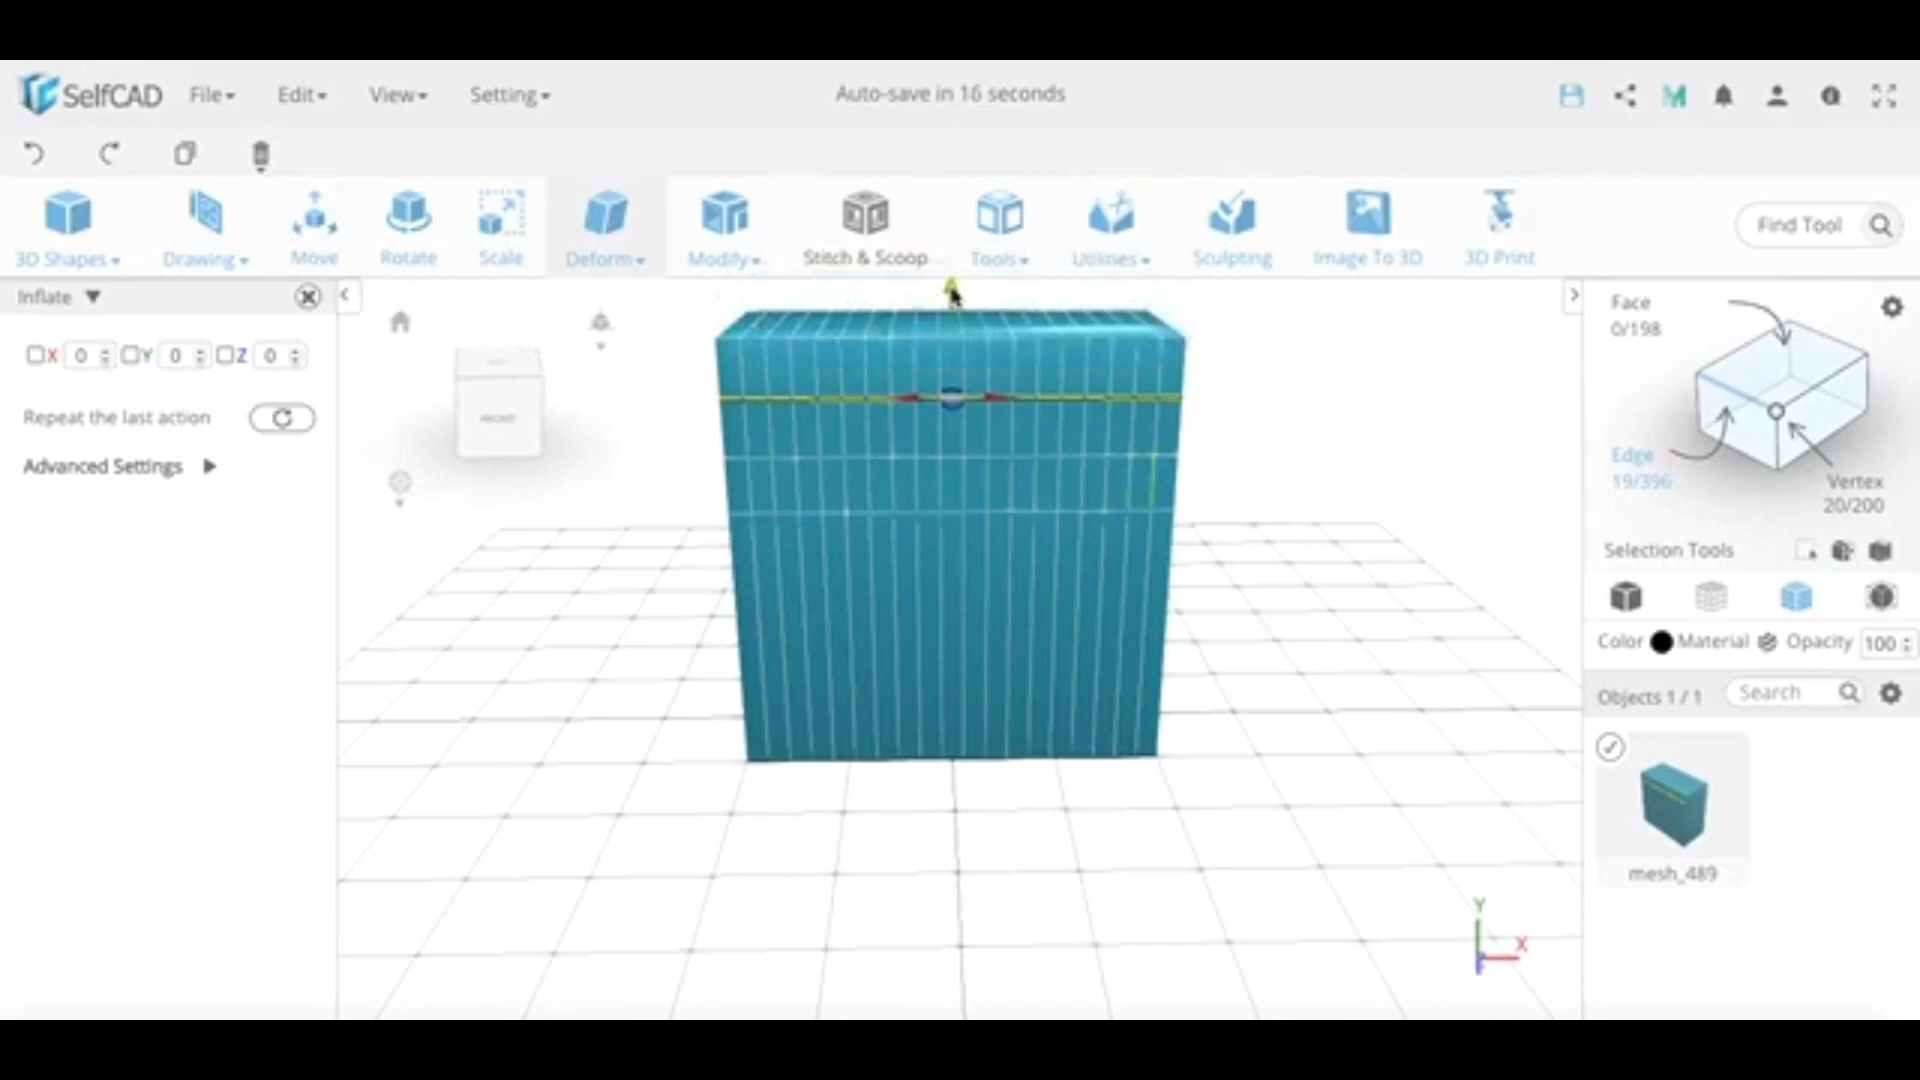 SelfCAD File Edit View Setting Auto-save in 16 seconds
3D Shapes Drawing Move Rotate Scale Deform Modify Stitch & Scoop Tools Utilities Sculpting Image To 3D 3D Print Find Tool
Inflate
X 0 Y 0 Z 0
Repeat the last action
Advanced Settings
FRONT
Face
0/198
Edge
19/396
Vertex
20/200
Selection Tools
Color Material Opacity 100
Objects 1 / 1 Search
mesh_489
Y
X